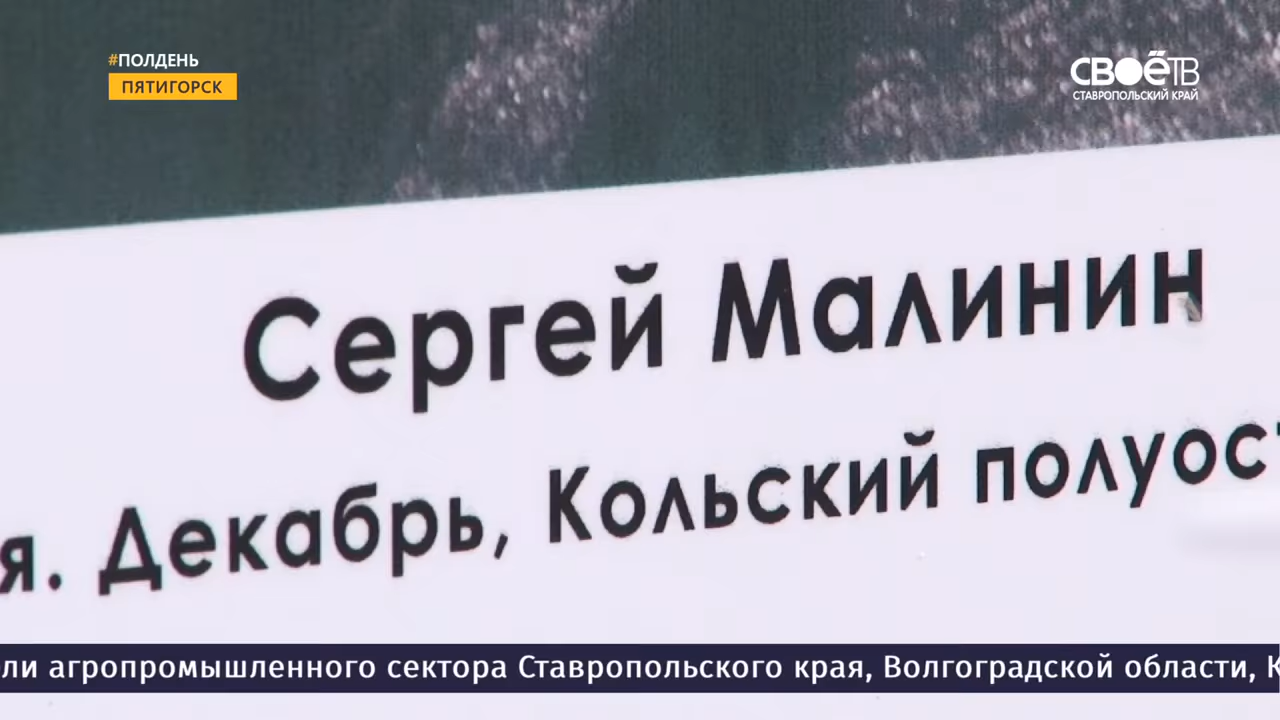 #ПОЛДЕНЬ
ПЯТИГОРСК
СВОЁТВ
СТАВРОПОЛЬСКИЙ КРАЙ
Сергей Малинин
я. Декабрь, Кольский полуост
ли агропромышленного сектора Ставропольского края, Волгоградской области, К